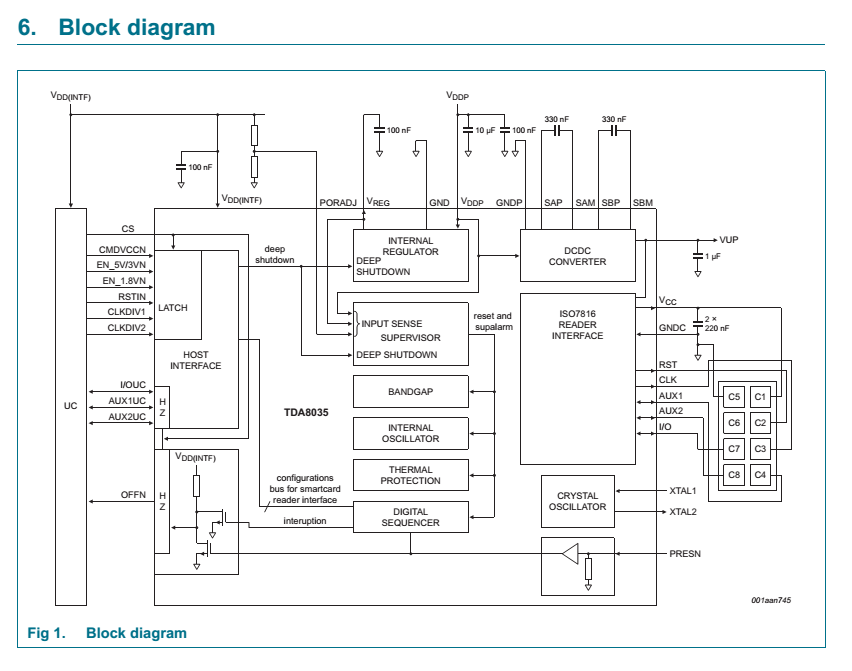 6. Block diagram
VDD(INTF)
VDDP
100 nF
100 nF
10 µF
100 nF
330 nF
330 nF
VDD(INTF)
PORADJ
VREG
GND
VDDP
GNDP
SAP
SAM
SBP
SBM
CS
CMDVCCN
EN_5V/3VN
EN_1.8VN
RSTIN
CLKDIV1
CLKDIV2
LATCH
HOST
INTERFACE
deep
shutdown
INTERNAL
REGULATOR
DEEP
SHUTDOWN
DCDC
CONVERTER
VUP
1 µF
INPUT SENSE
SUPERVISOR
DEEP SHUTDOWN
reset and
supalarm
ISO7816
READER
INTERFACE
VCC
2 ×
220 nF
GNDC
RST
CLK
AUX1
AUX2
I/O
C5
C1
C6
C2
C7
C3
C8
C4
UC
I/OUC
AUX1UC
AUX2UC
H
Z
TDA8035
BANDGAP
INTERNAL
OSCILLATOR
THERMAL
PROTECTION
DIGITAL
SEQUENCER
VDD(INTF)
OFFN
H
Z
configurations
bus for smartcard
reader interface
interuption
CRYSTAL
OSCILLATOR
XTAL1
XTAL2
PRESN
001aan745
Fig 1. Block diagram